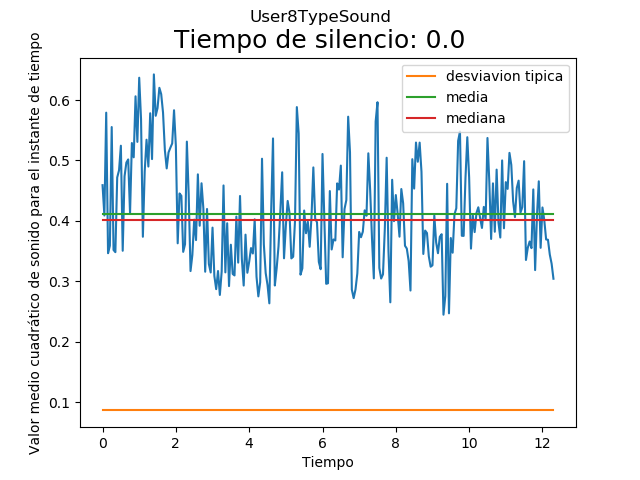 User8TypeSound
Tiempo de silencio: 0.0
desviavion tipica
media
mediana
Valor medio cuadrático de sonido para el instante de tiempo
0.6
0.5
0.4
0.3
0.2
0.1
0 2 4 6 8 10 12
Tiempo